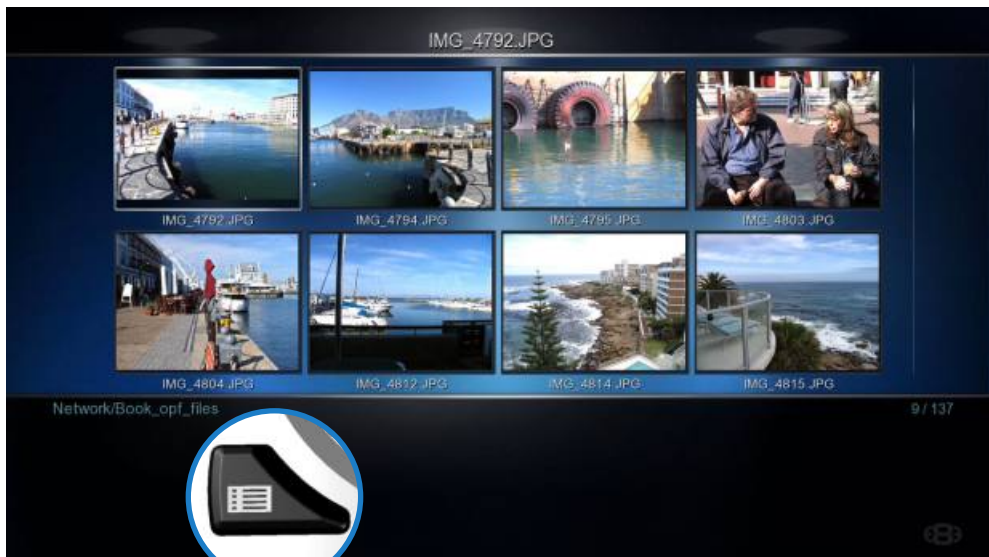 IMG_4792.JPG
IMG_4792.JPG IMG_4794.JPG IMG_4795.JPG IMG_4803.JPG
IMG_4804.JPG IMG_4812.JPG IMG_4814.JPG IMG_4815.JPG
Network/Book_opf_files 9 / 137